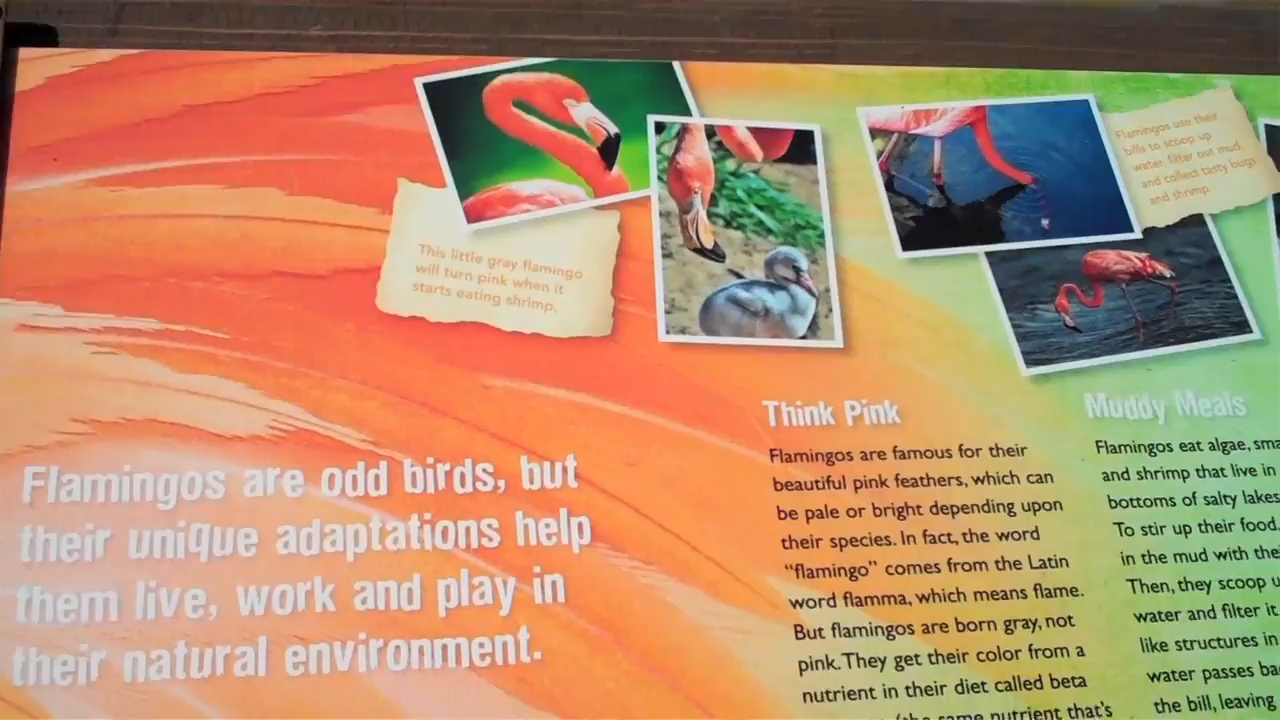 This little gray flamingo
will turn pink when it
starts eating shrimp.
Flamingos use their
bills to scoop up
water, filter out mud,
and collect tasty bugs
and shrimp.
Flamingos are odd birds, but
their unique adaptations help
them live, work and play in
their natural environment.
Think Pink
Flamingos are famous for their
beautiful pink feathers, which can
be pale or bright depending upon
their species. In fact, the word
“flamingo” comes from the Latin
word flamma, which means flame.
But flamingos are born gray, not
pink. They get their color from a
nutrient in their diet called beta
(the same nutrient that's
Muddy Meals
Flamingos eat algae,
and shrimp that live in
bottoms of salty lakes
To stir up their food,
in the mud with
Then, they scoop
water and filter it
like structures in
water passes
the bill, leaving